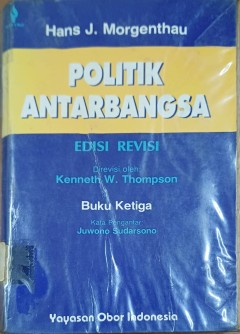 Hans J. Morgenthau
POLITIK
ANTARBANGSA
EDISI REVISI
Direvisi oleh
Kenneth W. Thompson
Buku Ketiga
Kata Pengantar
Juwono Sudarsono
Yayasan Obor Indonesia